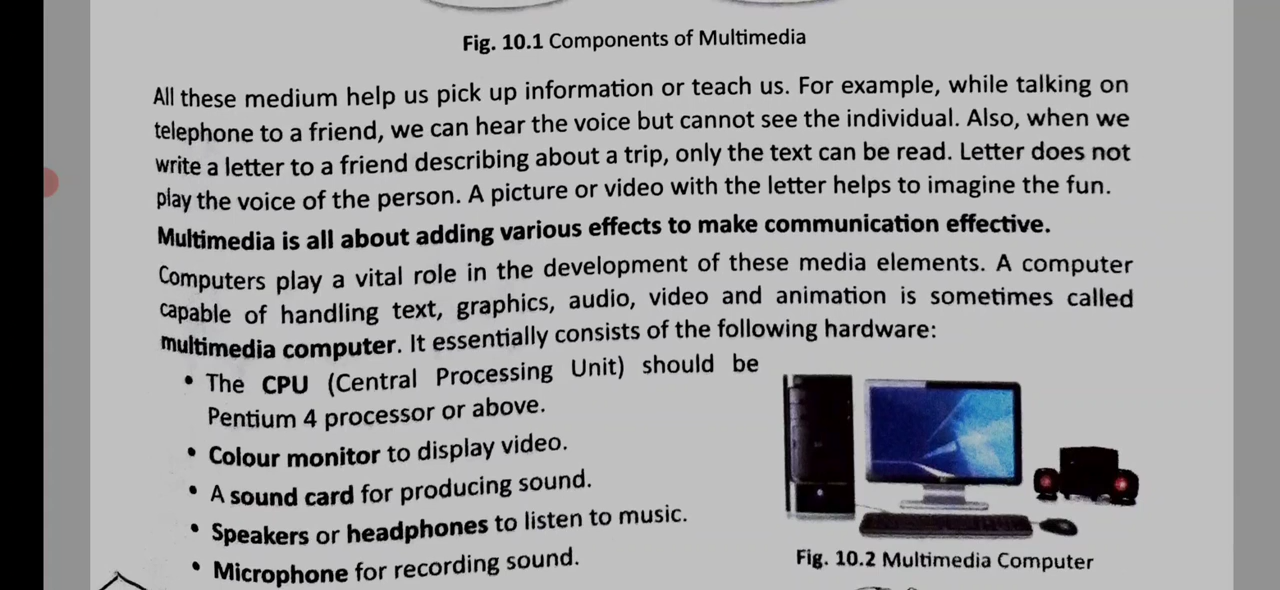 Fig. 10.1 Components of Multimedia
All these medium help us pick up information or teach us. For example, while talking on
telephone to a friend, we can hear the voice but cannot see the individual. Also, when we
write a letter to a friend describing about a trip, only the text can be read. Letter does not
play the voice of the person. A picture or video with the letter helps to imagine the fun.
Multimedia is all about adding various effects to make communication effective.
Computers play a vital role in the development of these media elements. A computer
capable of handling text, graphics, audio, video and animation is sometimes called
multimedia computer. It essentially consists of the following hardware:
• The CPU (Central Processing Unit) should be
Pentium 4 processor or above.
• Colour monitor to display video.
• A sound card for producing sound.
• Speakers or headphones to listen to music.
• Microphone for recording sound.
Fig. 10.2 Multimedia Computer